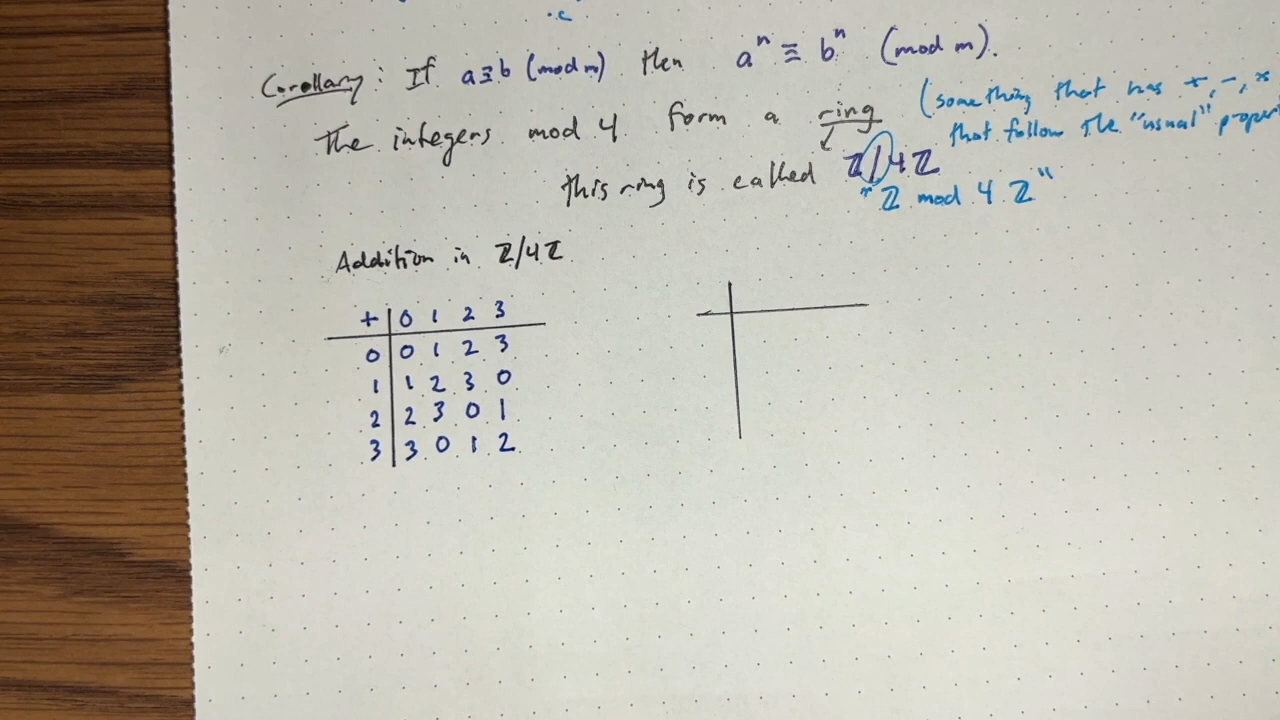 Corollary: If a≡b (mod m) then aⁿ ≡ bⁿ (mod m).
The integers mod 4 form a ring (something that has +, -, ×
that follow the "usual"
this ring is called ℤ/4ℤ
"ℤ mod 4 ℤ"
Addition in ℤ/4ℤ
+ 0 1 2 3
0 0 1 2 3
1 1 2 3 0
2 2 3 0 1
3 3 0 1 2